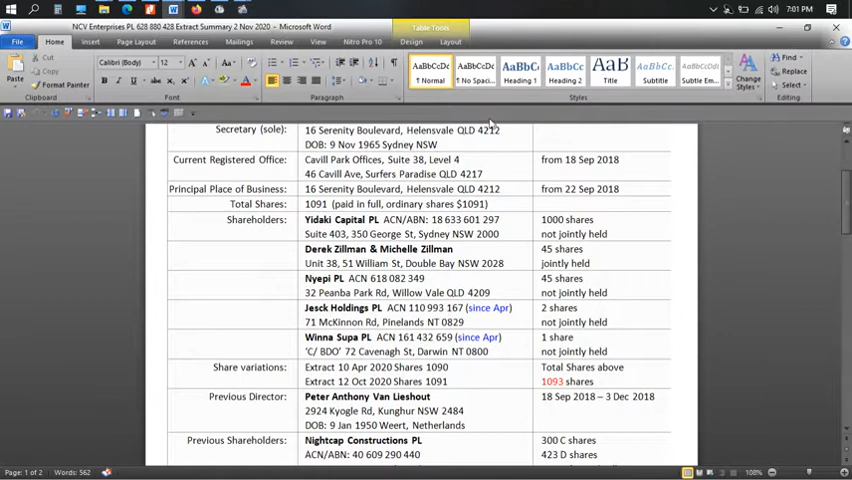 7:01 PM
NCV Enterprises PL 628 880 428 Extract Summary 2 Nov 2020 - Microsoft Word
Table Tools
File Home Insert Page Layout References Mailings Review View Nitro Pro 10 Design Layout
Cut
Copy
Format Painter
Paste
Clipboard
Calibri (Body) 12
Font
Paragraph
AaBbCcDc AaBbCcDc AaBbCc AaBbCc AaB AaBbCcL AaBbCcDc
¶ Normal ¶ No Spaci... Heading 1 Heading 2 Title Subtitle Subtle Em...
Change Styles
Styles
Find
Replace
Select
Editing
Secretary (sole): 16 Serenity Boulevard, Helensvale QLD 4212
DOB: 9 Nov 1965 Sydney NSW
Current Registered Office: Cavill Park Offices, Suite 38, Level 4 from 18 Sep 2018
46 Cavill Ave, Surfers Paradise QLD 4217
Principal Place of Business: 16 Serenity Boulevard, Helensvale QLD 4212 from 22 Sep 2018
Total Shares: 1091 (paid in full, ordinary shares $1091)
Shareholders: Yidaki Capital PL ACN/ABN: 18 633 601 297 1000 shares
Suite 403, 350 George St, Sydney NSW 2000 not jointly held
Derek Zillman & Michelle Zillman 45 shares
Unit 38, 51 William St, Double Bay NSW 2028 jointly held
Nyepi PL ACN 618 082 349 45 shares
32 Peanba Park Rd, Willow Vale QLD 4209 not jointly held
Jesck Holdings PL ACN 110 993 167 (since Apr) 2 shares
71 McKinnon Rd, Pinelands NT 0829 not jointly held
Winna Supa PL ACN 161 432 659 (since Apr) 1 share
'C/ BDO' 72 Cavenagh St, Darwin NT 0800 not jointly held
Share variations: Extract 10 Apr 2020 Shares 1090 Total Shares above
Extract 12 Oct 2020 Shares 1091 1093 shares
Previous Director: Peter Anthony Van Lieshout 18 Sep 2018 – 3 Dec 2018
2924 Kyogle Rd, Kunghur NSW 2484
DOB: 9 Jan 1950 Weert, Netherlands
Previous Shareholders: Nightcap Constructions PL 300 C shares
ACN/ABN: 40 609 290 440 423 D shares
Page: 1 of 2 Words: 562 108%